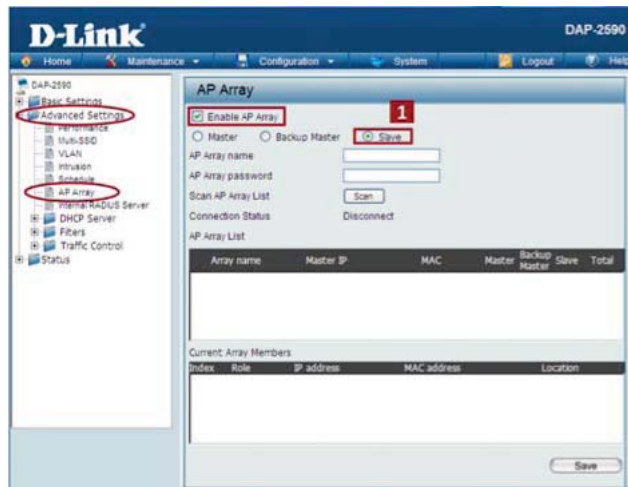 D-Link
DAP-2590
Home Maintenance Configuration System Logout Help
DAP-2590
Basic Settings
Advanced Settings
Performance
Multi-SSID
VLAN
Intrusion
Schedule
AP Array
Internal RADIUS Server
DHCP Server
Filters
Traffic Control
Status
AP Array
Enable AP Array
1
Master Backup Master Slave
AP Array name
AP Array password
Scan AP Array List Scan
Connection Status Disconnect
AP Array List
Array name Master IP MAC Master Backup Master Slave Total
Current Array Members
Index Role IP address MAC address Location
Save